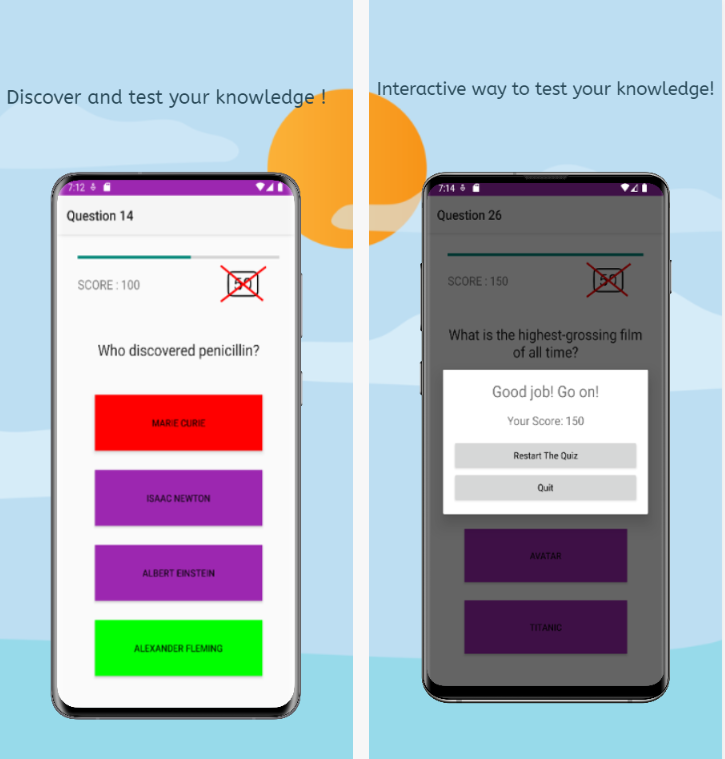 Discover and test your knowledge !
7:12
Question 14
SCORE : 100
50
Who discovered penicillin?
MARIE CURIE
ISAAC NEWTON
ALBERT EINSTEIN
ALEXANDER FLEMING
Interactive way to test your knowledge!
7:14
Question 26
SCORE : 150
50
What is the highest-grossing film
of all time?
Good job! Go on!
Your Score: 150
Restart The Quiz
Quit
AVATAR
TITANIC